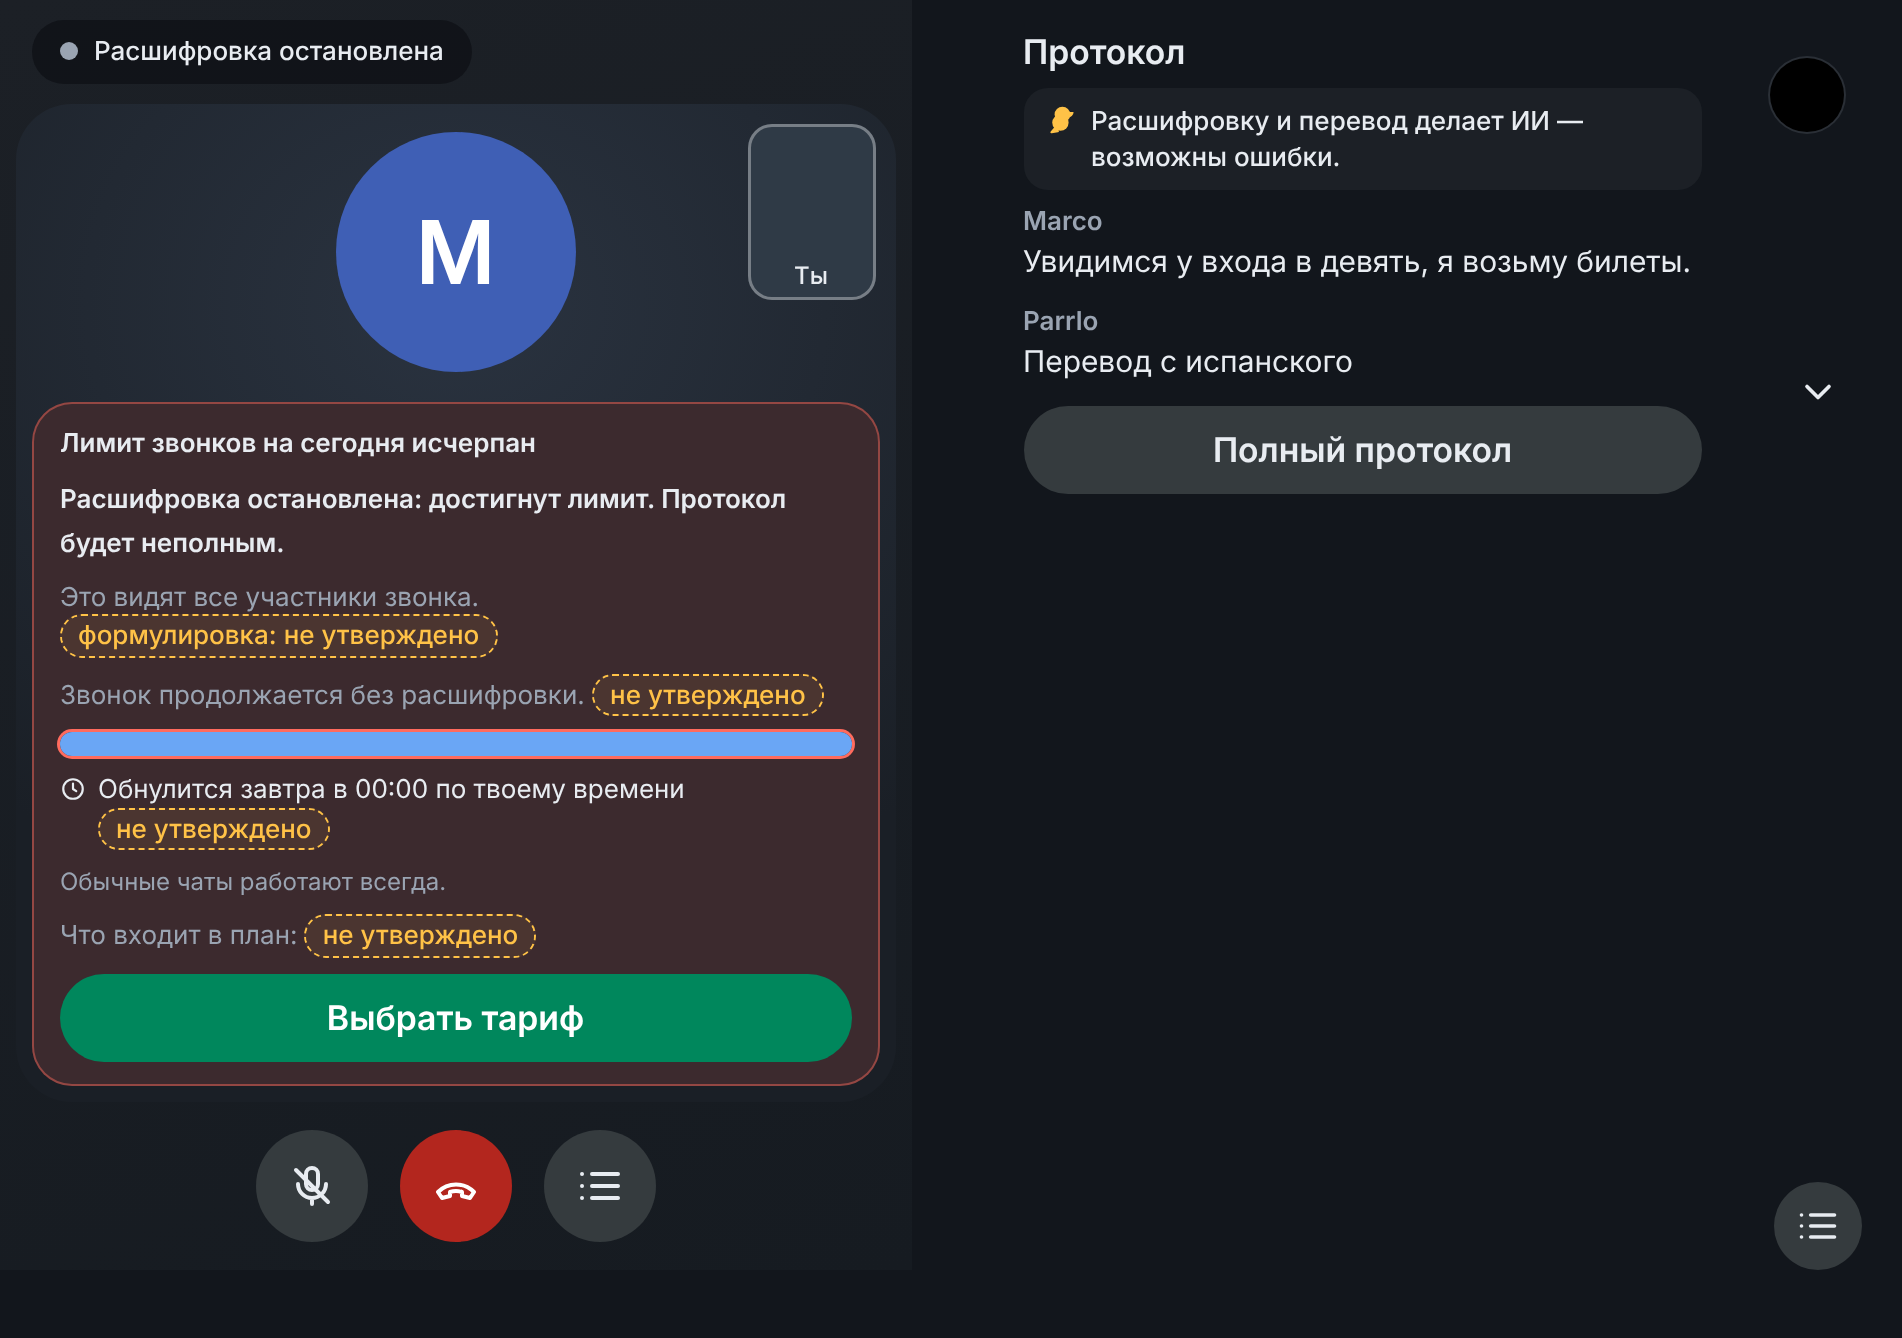 Расшифровка остановлена
M
Ты
Лимит звонков на сегодня исчерпан
Расшифровка остановлена: достигнут лимит. Протокол
будет неполным.
Это видят все участники звонка.
формулировка: не утверждено
Звонок продолжается без расшифровки. не утверждено
Обнулится завтра в 00:00 по твоему времени
не утверждено
Обычные чаты работают всегда.
Что входит в план: не утверждено
Выбрать тариф
Протокол
Расшифровку и перевод делает ИИ —
возможны ошибки.
Marco
Увидимся у входа в девять, я возьму билеты.
Parrlo
Перевод с испанского
Полный протокол